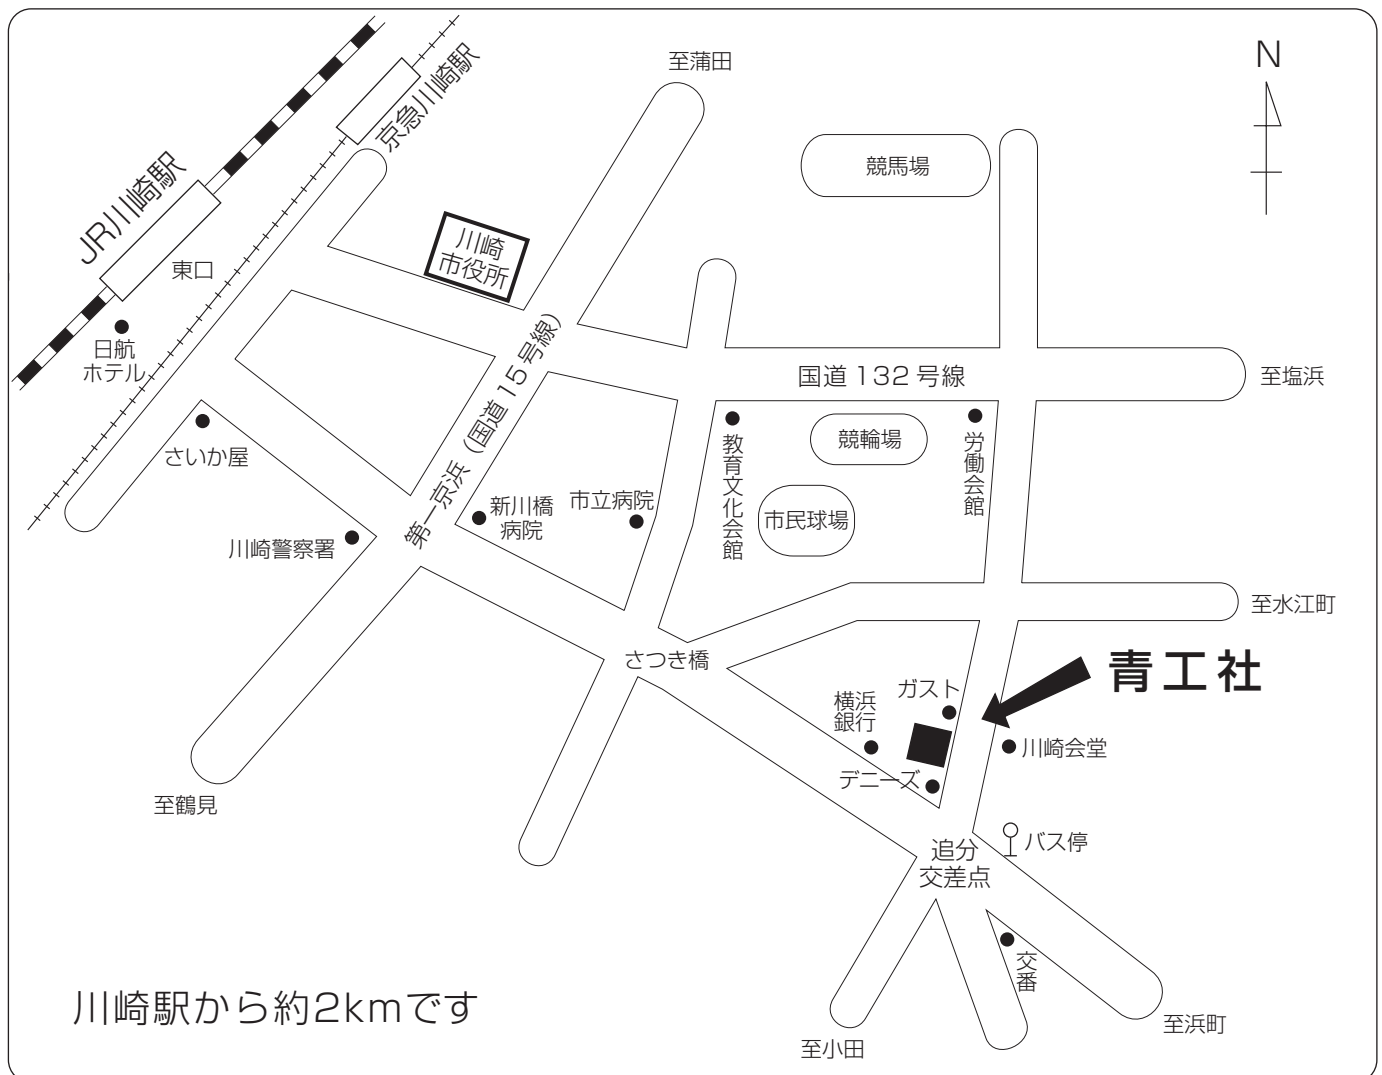 至蒲田
N
京急川崎駅
JR川崎駅
競馬場
川崎
市役所
東口
日航
ホテル
第一京浜（国道15号線）
国道132号線
至塩浜
さいか屋
教育文化会館
競輪場
労働会館
新川橋
病院
市立病院
市民球場
川崎警察署
至水江町
さつき橋
青工社
ガスト
横浜
銀行
川崎会堂
デニーズ
至鶴見
バス停
追分
交差点
交番
川崎駅から約2kmです
至浜町
至小田